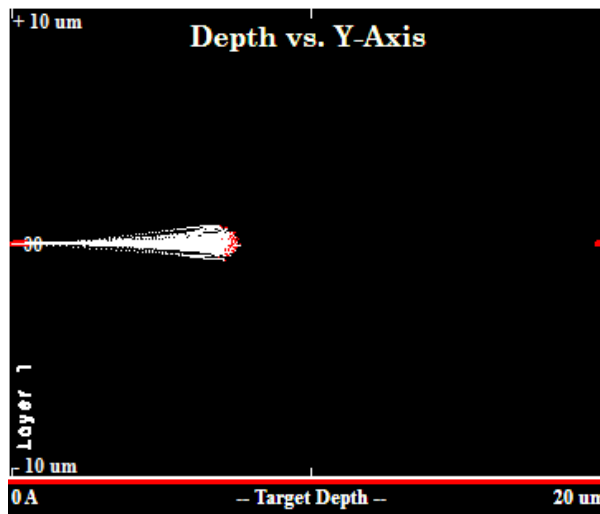 + 10 um
Depth vs. Y-Axis
Layer 1
- 10 um
0 A
-- Target Depth --
20 um